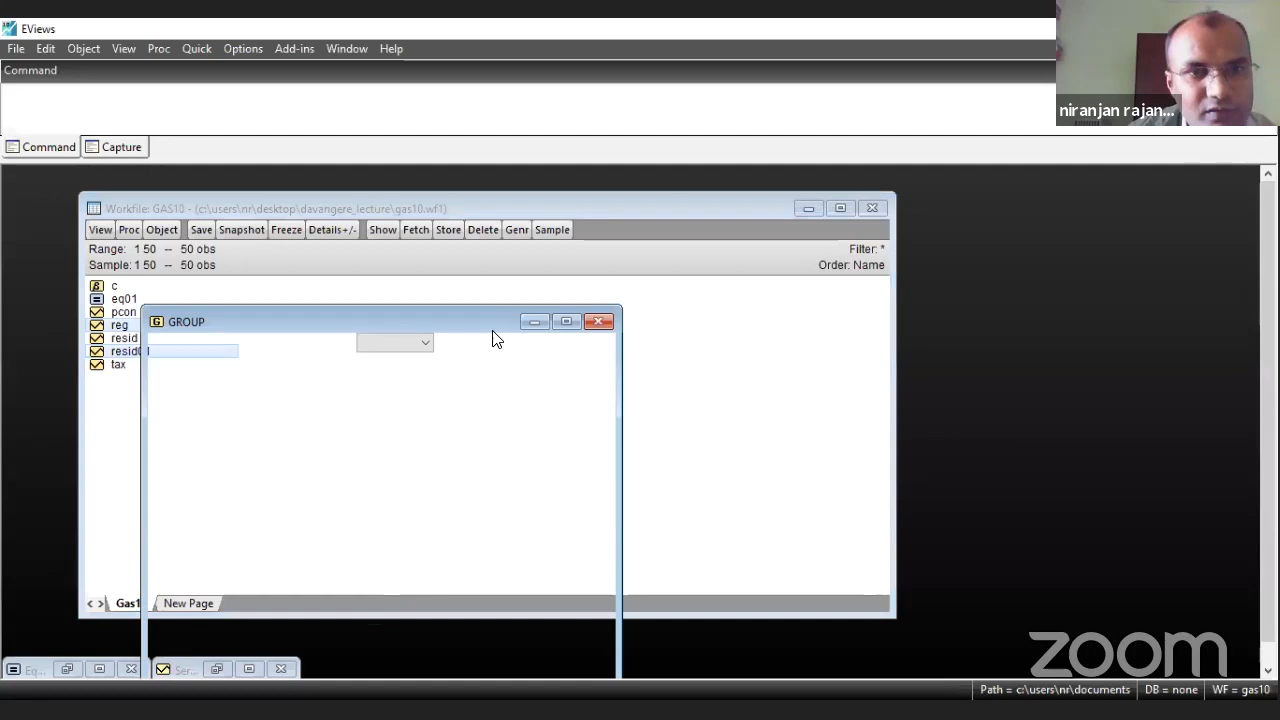 EViews
File Edit Object View Proc Quick Options Add-ins Window Help
Command
niranjan rajan...
Command Capture
Workfile: GAS10 - (c:\users\nr\desktop\davangere_lecture\gas10.wf1)
View Proc Object Save Snapshot Freeze Details+/- Show Fetch Store Delete Genr Sample
Range: 1 50 -- 50 obs
Filter: *
Sample: 1 50 -- 50 obs
Order: Name
c
eq01
pcon
reg
resid
tax
GROUP
New Page
Eq...
Ser...
zoom
Path = c:\users\nr\documents DB = none WF = gas10